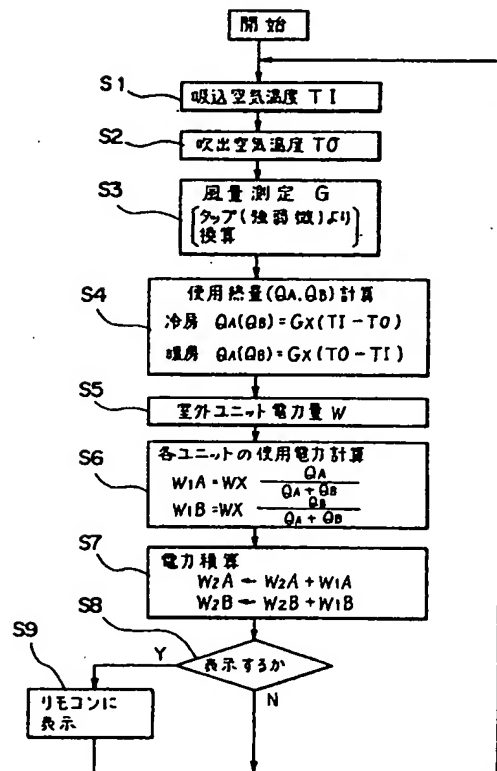 開始
S1
吸込空気温度 TI
S2
吹出空気温度 TO
S3
風量測定 G
[タップ(強弱微)より
換算]
S4
使用熱量(QA,QB)計算
冷房 QA(QB)=G×(TI-TO)
暖房 QA(QB)=G×(TO-TI)
S5
室外ユニット電力量 W
S6
各ユニットの使用電力計算
W1A=W× QA
QA+QB
W1B=W× QB
QA+QB
S7
電力積算
W2A ← W2A+W1A
W2B ← W2B+W1B
S8
表示するか
Y
N
S9
リモコンに
表示